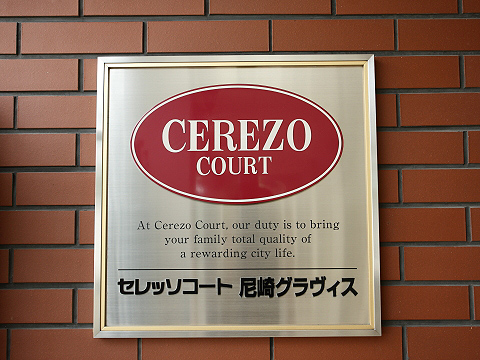 CEREZO
COURT
At Cerezo Court, our duty is to bring
your family total quality of
a rewarding city life.
セレッソコート 尼崎グラヴィス